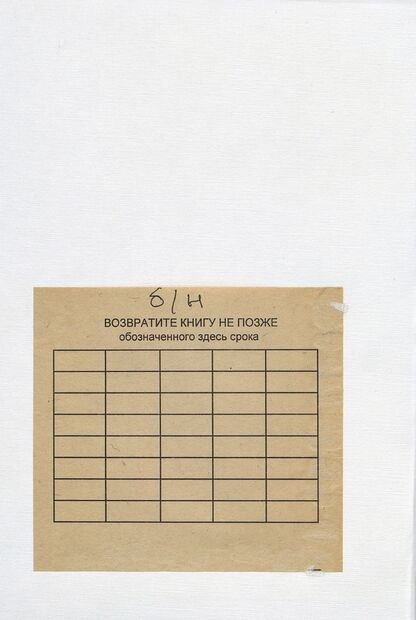 б/н
ВОЗВРАТИТЕ КНИГУ НЕ ПОЗЖЕ
обозначенного здесь срока